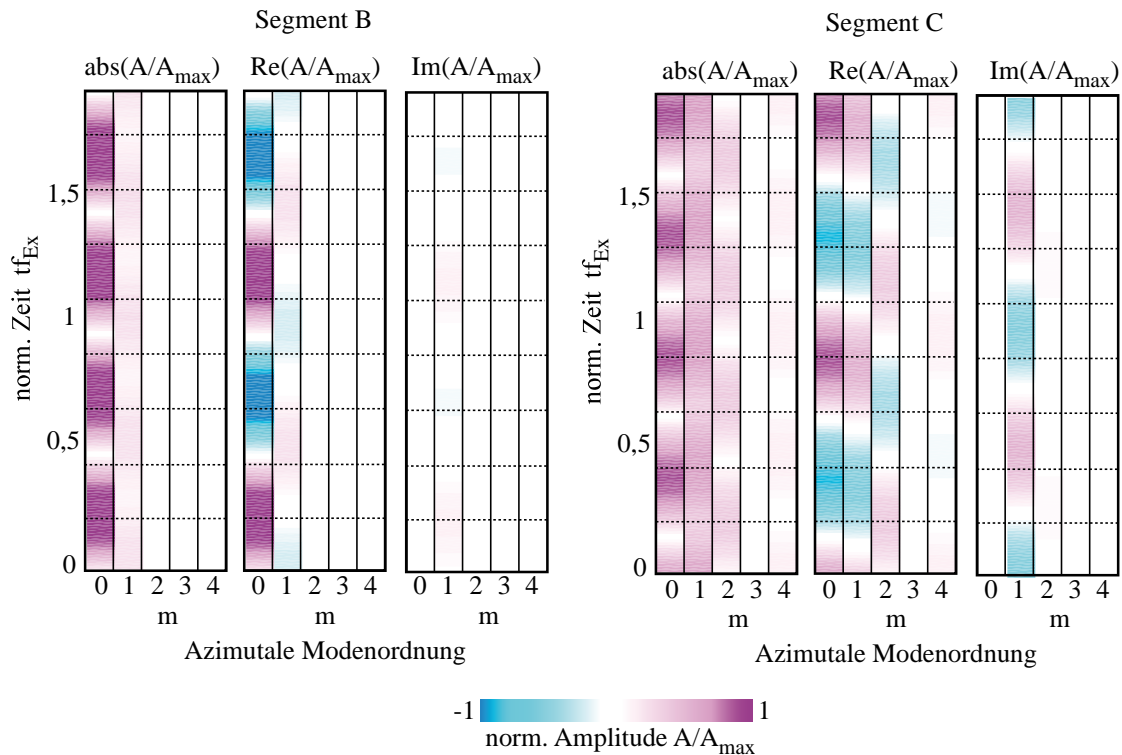 Segment B
abs(A/Amax) Re(A/Amax) Im(A/Amax)
norm. Zeit tfEx
1,5
1
0,5
0
0 1 2 3 4 0 1 2 3 4 0 1 2 3 4
m m m
Azimutale Modenordnung
Segment C
abs(A/Amax) Re(A/Amax) Im(A/Amax)
norm. Zeit tfEx
1,5
1
0,5
0
0 1 2 3 4 0 1 2 3 4 0 1 2 3 4
m m m
Azimutale Modenordnung
-1 1
norm. Amplitude A/Amax